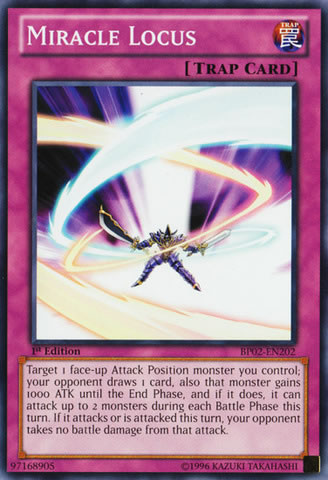 MIRACLE LOCUS
TRAP
罠
[TRAP CARD]
1st Edition
BP02-EN202
Target 1 face-up Attack Position monster you control;
your opponent draws 1 card, also that monster gains
1000 ATK until the End Phase, and if it does, it can
attack up to 2 monsters during each Battle Phase this
turn. If it attacks or is attacked this turn, your opponent
takes no battle damage from that attack.
97168905
©1996 KAZUKI TAKAHASHI